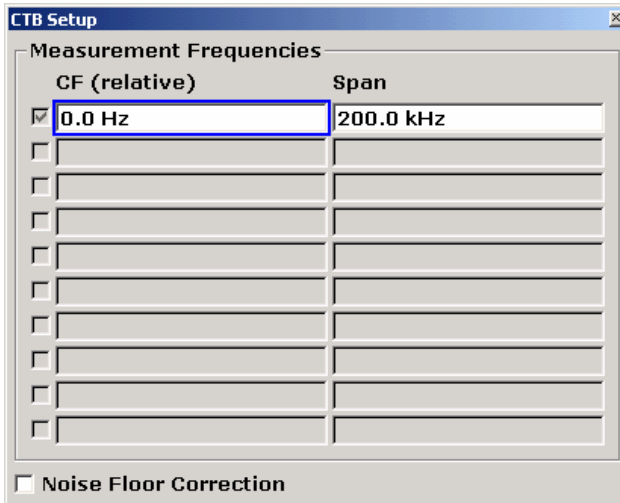 CTB Setup
Measurement Frequencies
CF (relative) Span
0.0 Hz 200.0 kHz
Noise Floor Correction